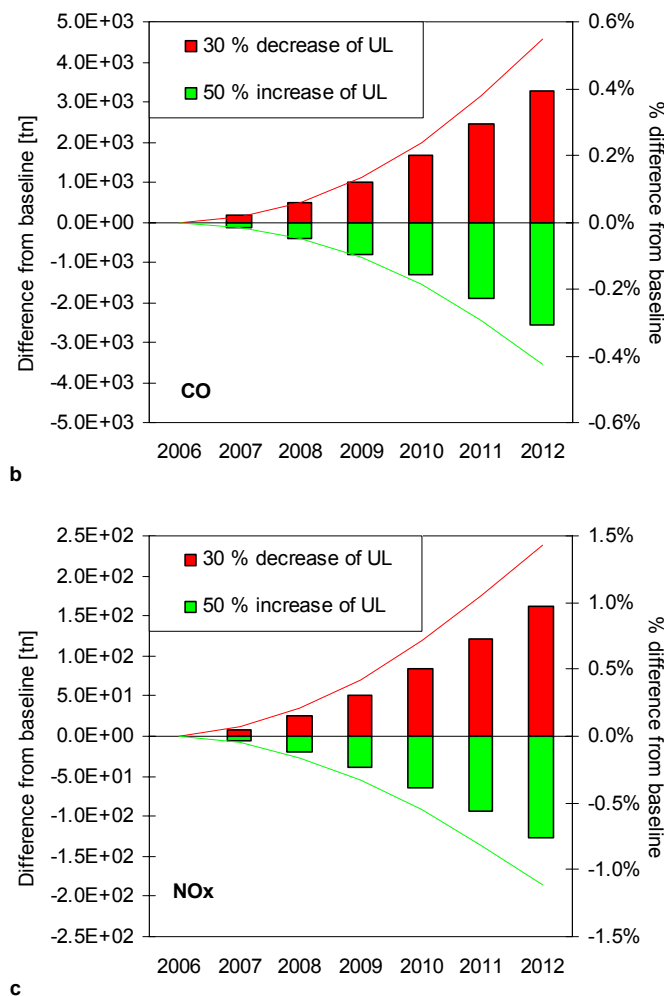 5.0E+03
4.0E+03
3.0E+03
2.0E+03
1.0E+03
0.0E+00
-1.0E+03
-2.0E+03
-3.0E+03
-4.0E+03
-5.0E+03
Difference from baseline [tn]
30 % decrease of UL
50 % increase of UL
CO
0.6%
0.4%
0.2%
0.0%
-0.2%
-0.4%
-0.6%
% difference from
baseline
2006 2007 2008 2009 2010 2011 2012
b
2.5E+02
2.0E+02
1.5E+02
1.0E+02
5.0E+01
0.0E+00
-5.0E+01
-1.0E+02
-1.5E+02
-2.0E+02
-2.5E+02
Difference from baseline [tn]
30 % decrease of UL
50 % increase of UL
NOx
1.5%
1.0%
0.5%
0.0%
-0.5%
-1.0%
-1.5%
% difference from
baseline
2006 2007 2008 2009 2010 2011 2012
c